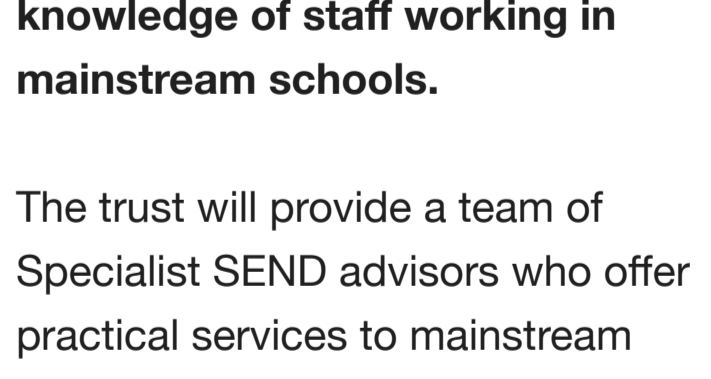 knowledge of staff working in
mainstream schools.
The trust will provide a team of
Specialist SEND advisors who offer
practical services to mainstream